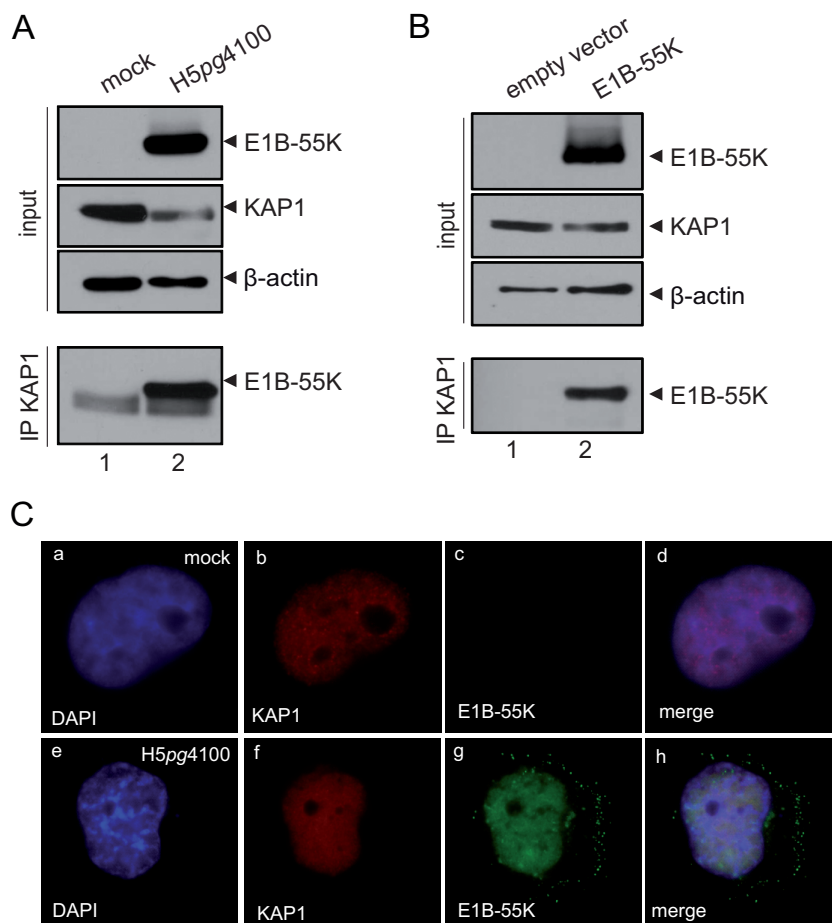 A
mock
H5pg4100
input
E1B-55K
KAP1
β-actin
IP KAP1
E1B-55K
1 2
B
empty vector
E1B-55K
input
E1B-55K
KAP1
β-actin
IP KAP1
E1B-55K
1 2
C
a mock
DAPI
b
KAP1
c
E1B-55K
d
merge
e H5pg4100
DAPI
f
KAP1
g
E1B-55K
h
merge